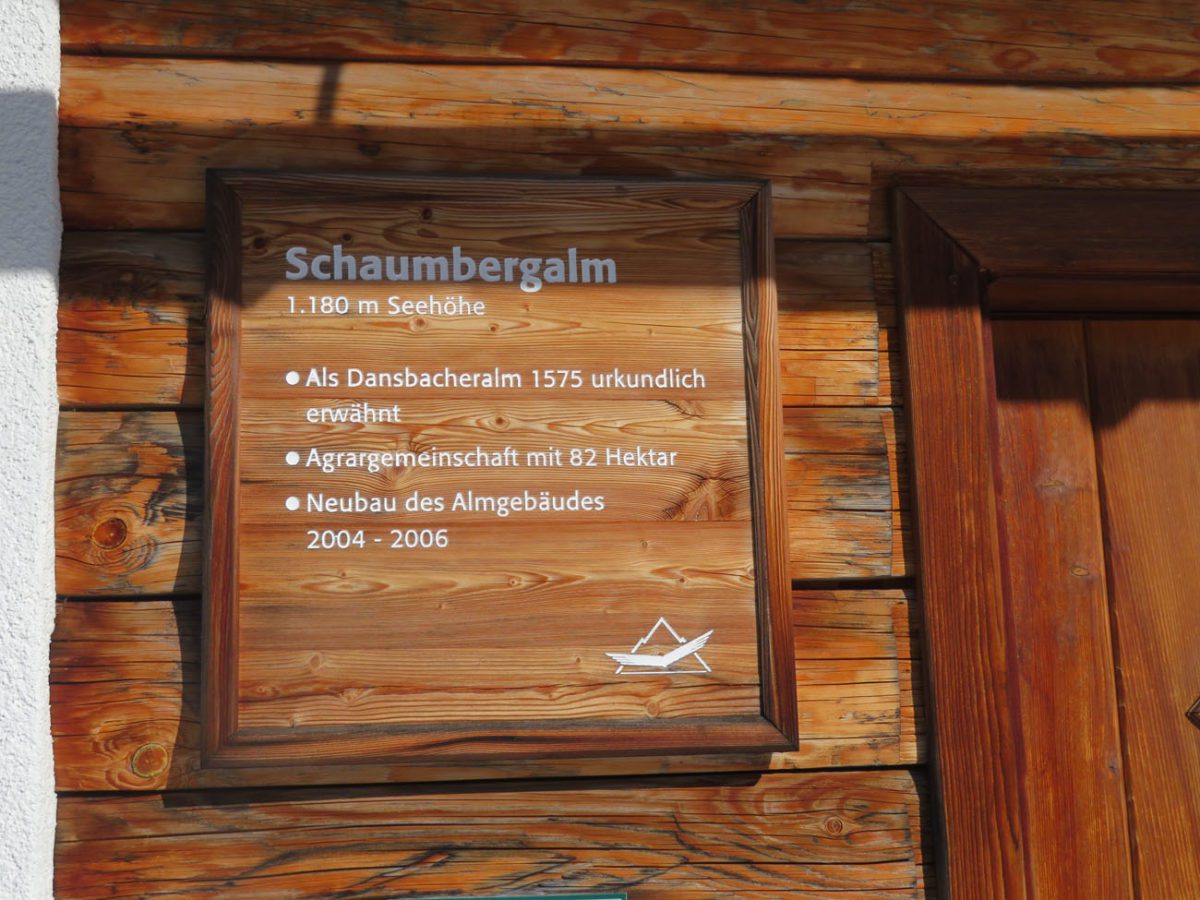 Schaumbergalm
1.180 m Seehöhe
• Als Dansbacheralm 1575 urkundlich
erwähnt
• Agrargemeinschaft mit 82 Hektar
• Neubau des Almgebäudes
2004 - 2006